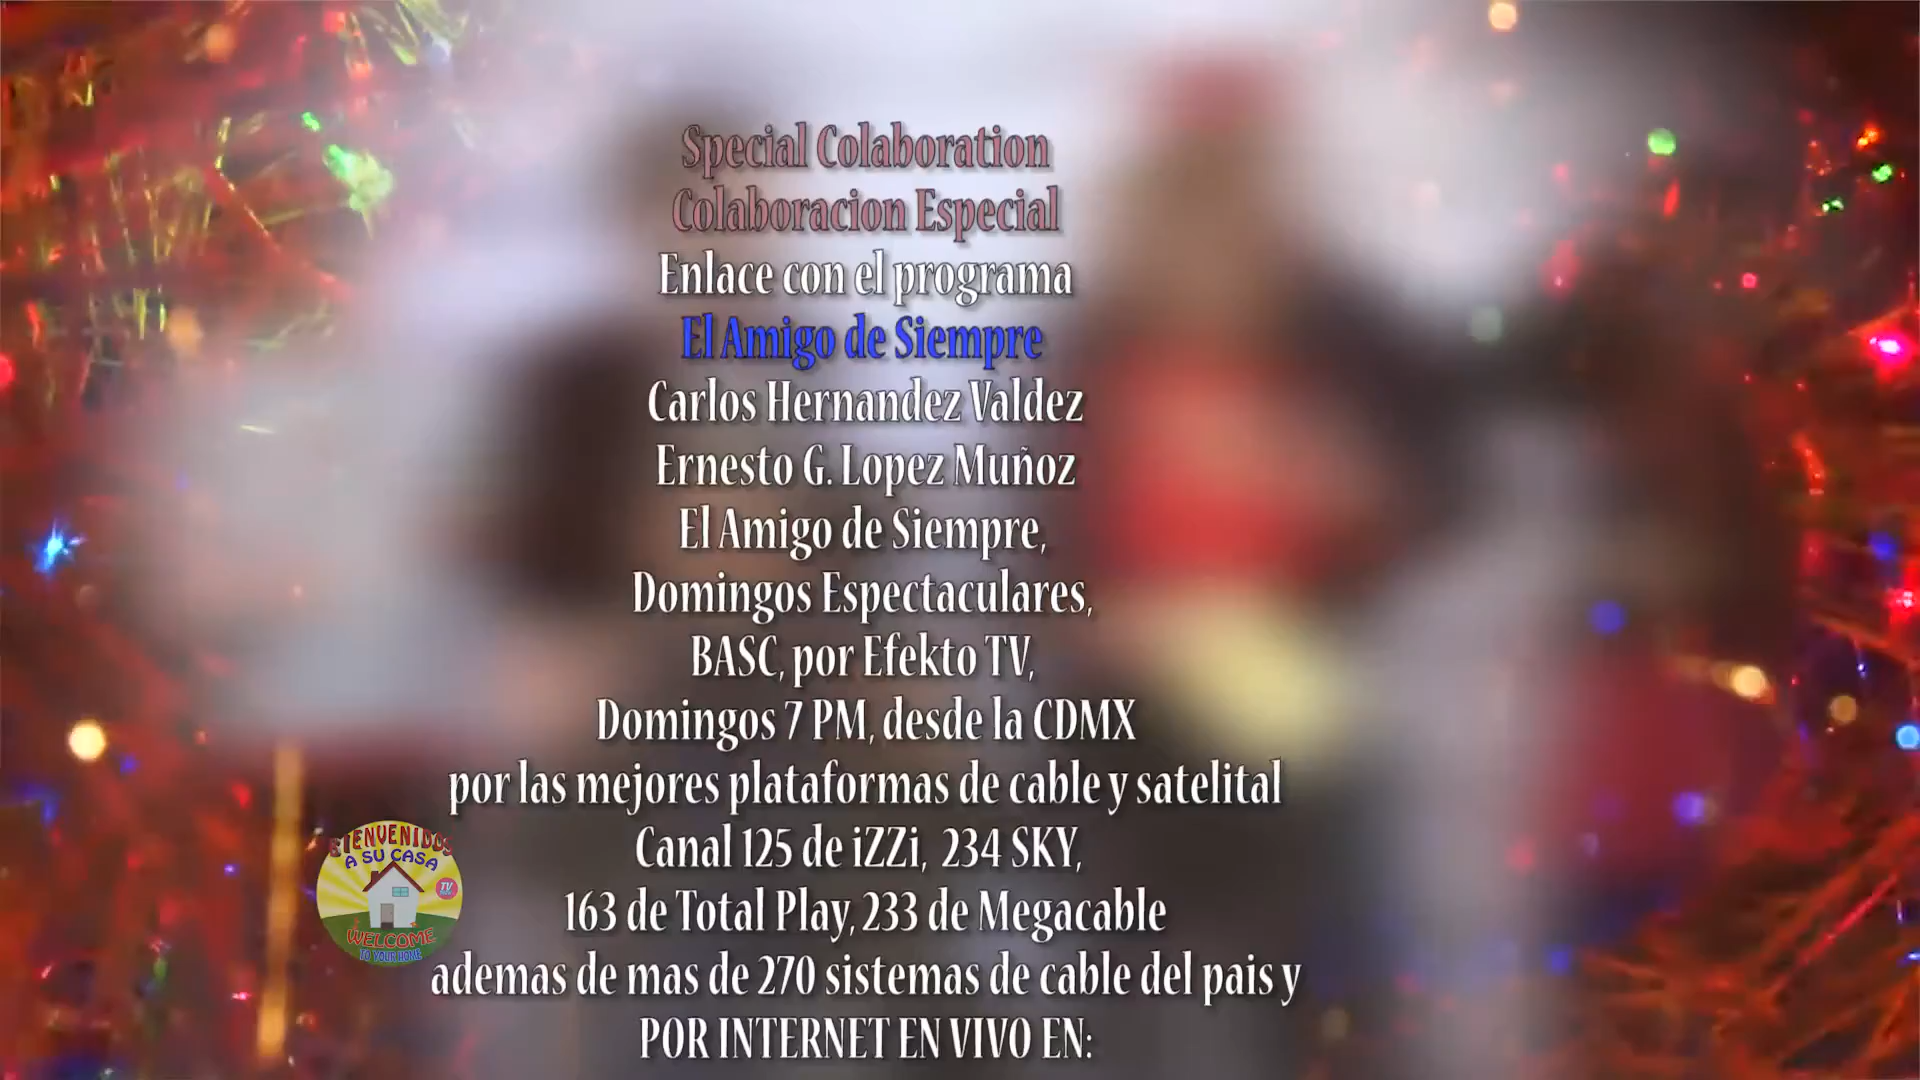 Special Colaboration
Colaboracion Especial
Enlace con el programa
El Amigo de Siempre
Carlos Hernandez Valdez
Ernesto G. Lopez Muñoz
El Amigo de Siempre,
Domingos Espectaculares,
BASC, por Efekto TV,
Domingos 7 PM, desde la CDMX
por las mejores plataformas de cable y satelital
Canal 125 de iZZi, 234 SKY,
163 de Total Play, 233 de Megacable
ademas de mas de 270 sistemas de cable del pais y
POR INTERNET EN VIVO EN:
BIENVENIDOS
A SU CASA
TV
WELCOME
TO YOUR HOME